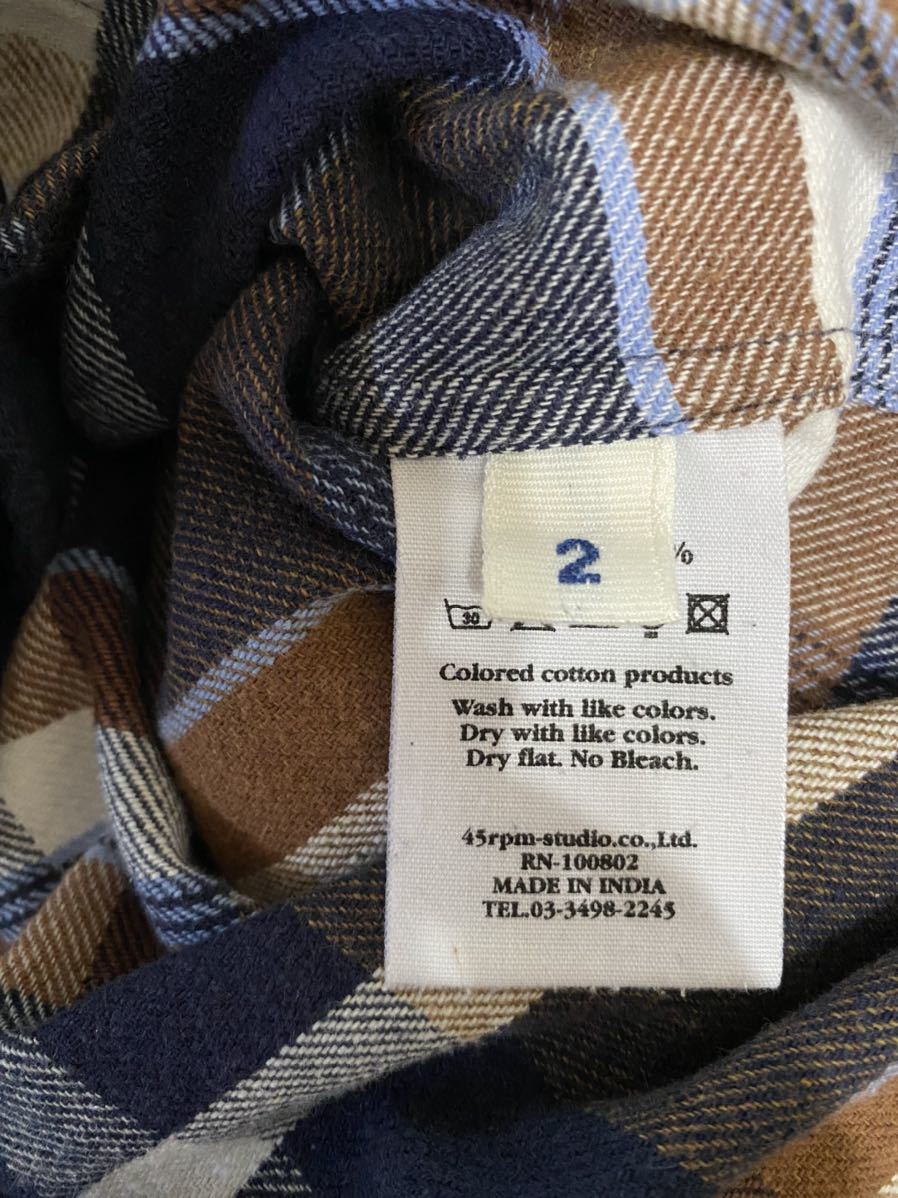 2
%
30
Colored cotton products
Wash with like colors.
Dry with like colors.
Dry flat. No Bleach.
45rpm-studio.co.,Ltd.
RN-100802
MADE IN INDIA
TEL.03-3498-2245